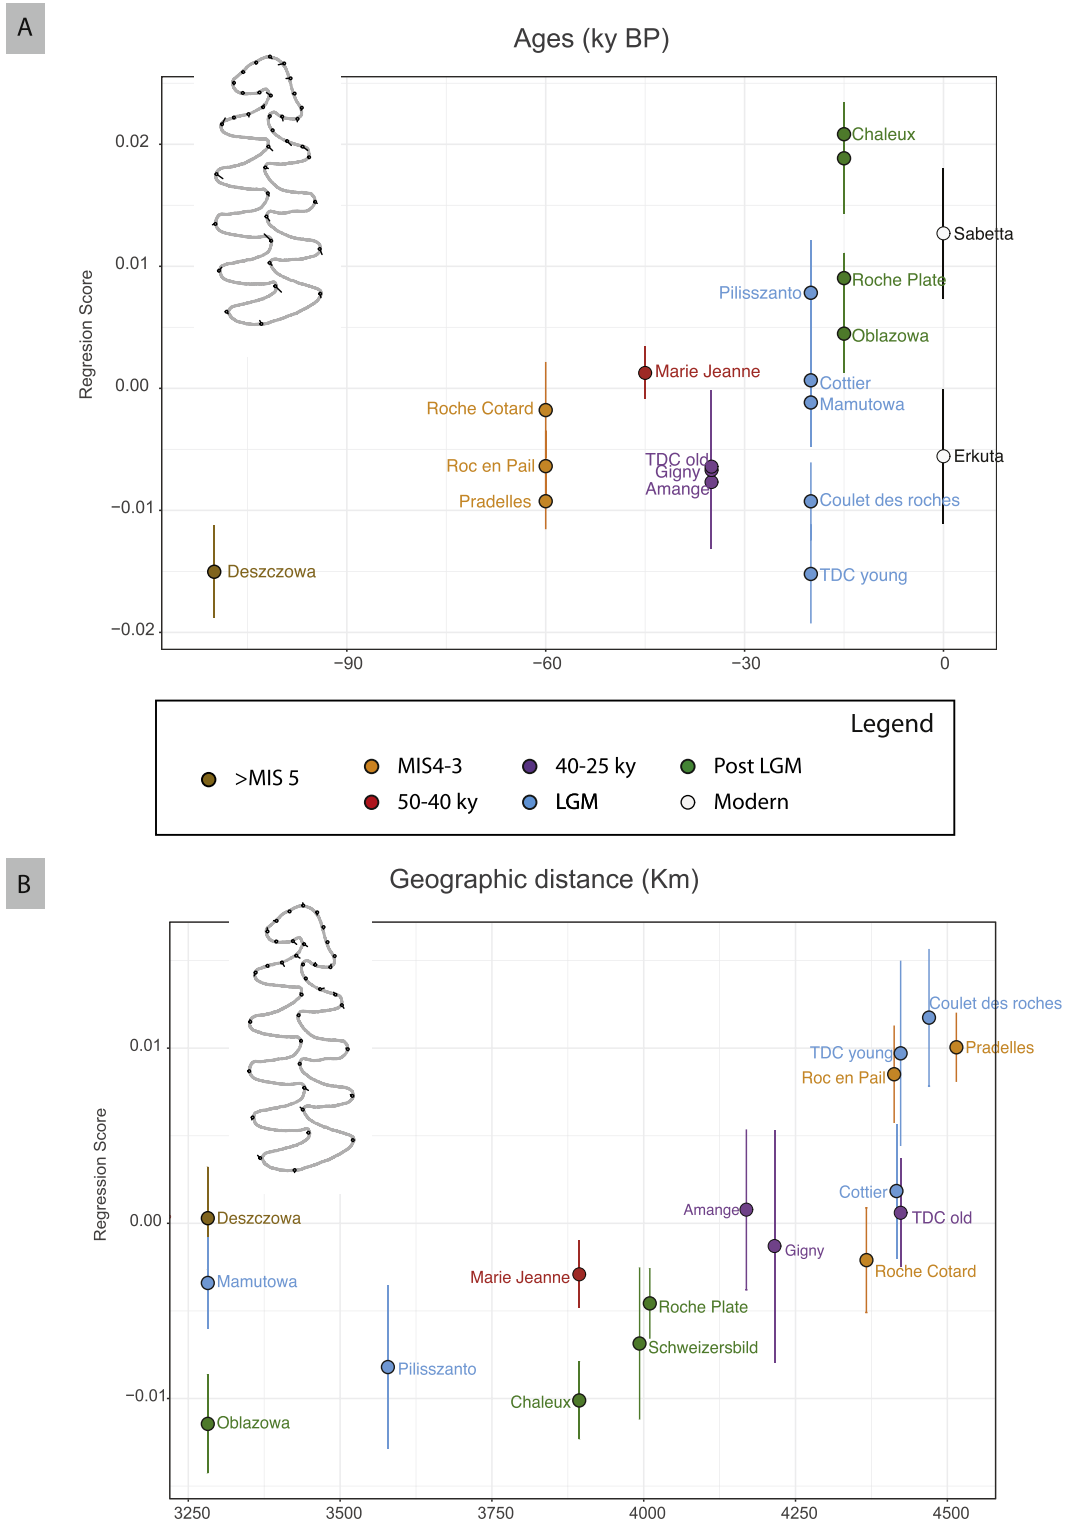 A
Ages (ky BP)
Regression Score
0.02
0.01
0.00
−0.01
−0.02
Chaleux
Sabetta
Roche Plate
Pilisszanto
Oblazowa
Marie Jeanne
Cottier
Mamutowa
Roche Cotard
TDC old
Gigny
Amange
Erkuta
Roc en Pail
Pradelles
Coulet des roches
Deszczowa
TDC young
−90
−60
−30
0
Legend
>MIS 5
MIS4-3
40-25 ky
Post LGM
50-40 ky
LGM
Modern
B
Geographic distance (Km)
Regression Score
0.01
0.00
−0.01
Coulet des roches
TDC young
Pradelles
Roc en Pail
Cottier
Amange
TDC old
Deszczowa
Gigny
Roche Cotard
Marie Jeanne
Mamutowa
Roche Plate
Schweizersbild
Pilisszanto
Chaleux
Oblazowa
3250
3500
3750
4000
4250
4500